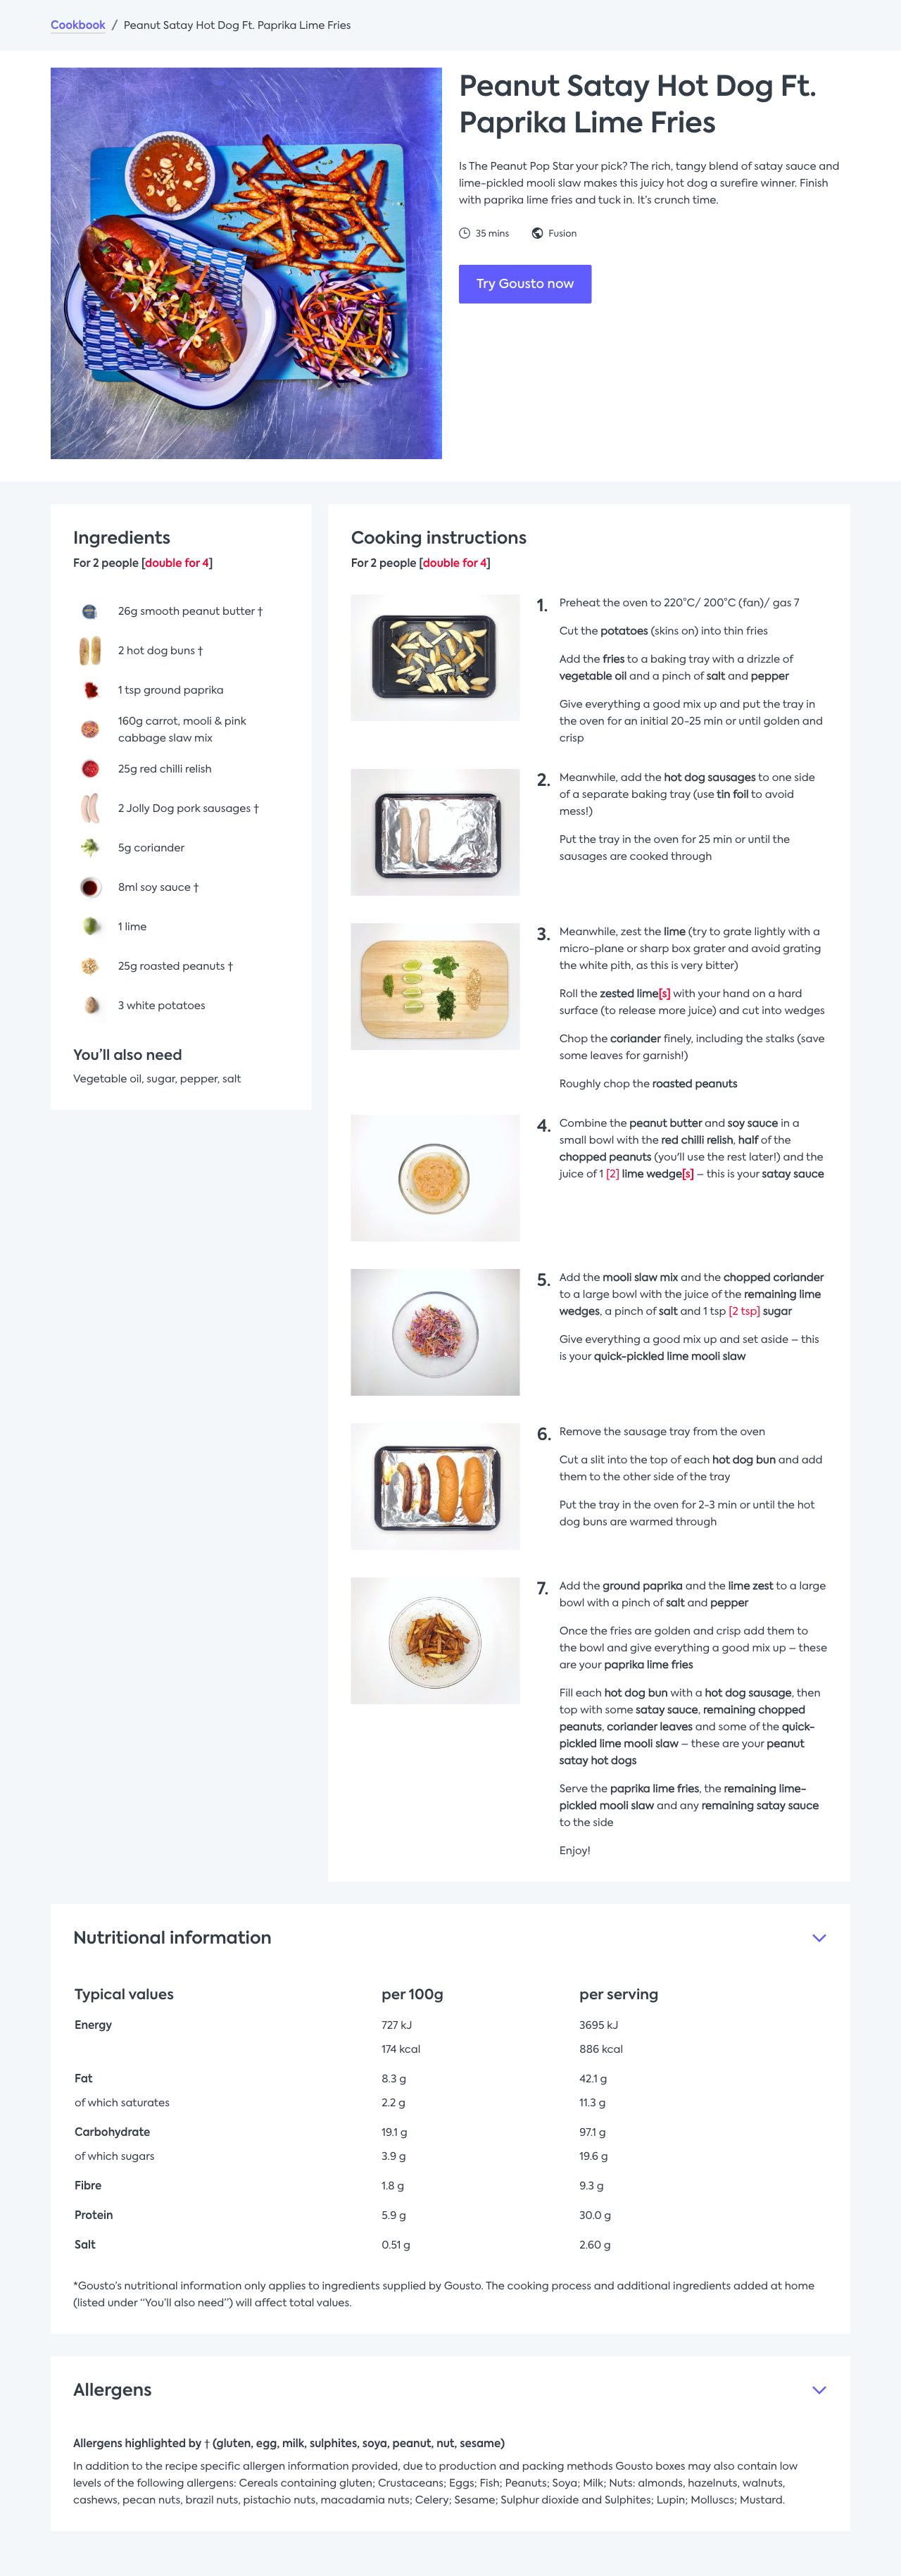 Cookbook / Peanut Satay Hot Dog Ft. Paprika Lime Fries
Peanut Satay Hot Dog Ft.
Paprika Lime Fries
Is The Peanut Pop Star your pick? The rich, tangy blend of satay sauce and
lime-pickled mooli slaw makes this juicy hot dog a surefire winner. Finish
with paprika lime fries and tuck in. It's crunch time.
35 mins Fusion
Try Gousto now
Ingredients
For 2 people [double for 4]
26g smooth peanut butter †
2 hot dog buns †
1 tsp ground paprika
160g carrot, mooli & pink
cabbage slaw mix
25g red chilli relish
2 Jolly Dog pork sausages †
5g coriander
8ml soy sauce †
1 lime
25g roasted peanuts †
3 white potatoes
You'll also need
Vegetable oil, sugar, pepper, salt
Cooking instructions
For 2 people [double for 4]
1. Preheat the oven to 220°C/ 200°C (fan)/ gas 7
Cut the potatoes (skins on) into thin fries
Add the fries to a baking tray with a drizzle of
vegetable oil and a pinch of salt and pepper
Give everything a good mix up and put the tray in
the oven for an initial 20-25 min or until golden and
crisp
2. Meanwhile, add the hot dog sausages to one side
of a separate baking tray (use tin foil to avoid
mess!)
Put the tray in the oven for 25 min or until the
sausages are cooked through
3. Meanwhile, zest the lime (try to grate lightly with a
micro-plane or sharp box grater and avoid grating
the white pith, as this is very bitter)
Roll the zested lime[s] with your hand on a hard
surface (to release more juice) and cut into wedges
Chop the coriander finely, including the stalks (save
some leaves for garnish!)
Roughly chop the roasted peanuts
4. Combine the peanut butter and soy sauce in a
small bowl with the red chilli relish, half of the
chopped peanuts (you'll use the rest later!) and the
juice of 1 [2] lime wedge[s] – this is your satay sauce
5. Add the mooli slaw mix and the chopped coriander
to a large bowl with the juice of the remaining lime
wedges, a pinch of salt and 1 tsp [2 tsp] sugar
Give everything a good mix up and set aside – this
is your quick-pickled lime mooli slaw
6. Remove the sausage tray from the oven
Cut a slit into the top of each hot dog bun and add
them to the other side of the tray
Put the tray in the oven for 2-3 min or until the hot
dog buns are warmed through
7. Add the ground paprika and the lime zest to a large
bowl with a pinch of salt and pepper
Once the fries are golden and crisp add them to
the bowl and give everything a good mix up – these
are your paprika lime fries
Fill each hot dog bun with a hot dog sausage, then
top with some satay sauce, remaining chopped
peanuts, coriander leaves and some of the quick-
pickled lime mooli slaw – these are your peanut
satay hot dogs
Serve the paprika lime fries, the remaining lime-
pickled mooli slaw and any remaining satay sauce
to the side
Enjoy!
Nutritional information
Typical values per 100g per serving
Energy 727 kJ 3695 kJ
174 kcal 886 kcal
Fat 8.3 g 42.1 g
of which saturates 2.2 g 11.3 g
Carbohydrate 19.1 g 97.1 g
of which sugars 3.9 g 19.6 g
Fibre 1.8 g 9.3 g
Protein 5.9 g 30.0 g
Salt 0.51 g 2.60 g
*Gousto's nutritional information only applies to ingredients supplied by Gousto. The cooking process and additional ingredients added at home
(listed under "You'll also need") will affect total values.
Allergens
Allergens highlighted by † (gluten, egg, milk, sulphites, soya, peanut, nut, sesame)
In addition to the recipe specific allergen information provided, due to production and packing methods Gousto boxes may also contain low
levels of the following allergens: Cereals containing gluten; Crustaceans; Eggs; Fish; Peanuts; Soya; Milk; Nuts: almonds, hazelnuts, walnuts,
cashews, pecan nuts, brazil nuts, pistachio nuts, macadamia nuts; Celery; Sesame; Sulphur dioxide and Sulphites; Lupin; Molluscs; Mustard.